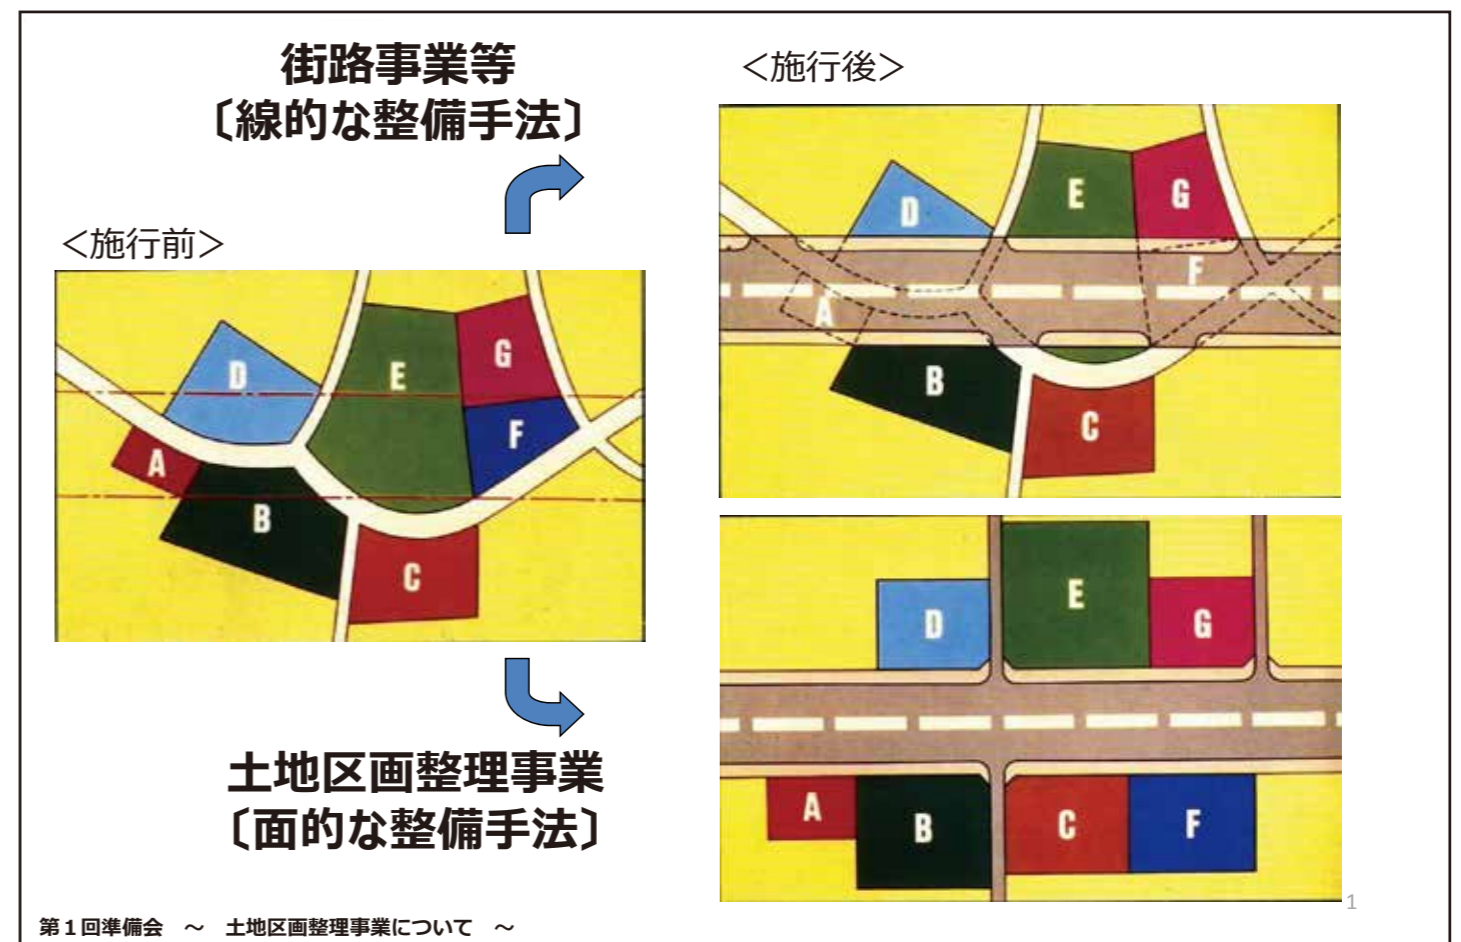 街路事業等
〔線的な整備手法〕
＜施行後＞
D
E
G
F
A
B
C
＜施行前＞
D
E
G
A
F
B
C
土地区画整理事業
〔面的な整備手法〕
D
E
G
A
B
C
F
1
第１回準備会　～　土地区画整理事業について　～